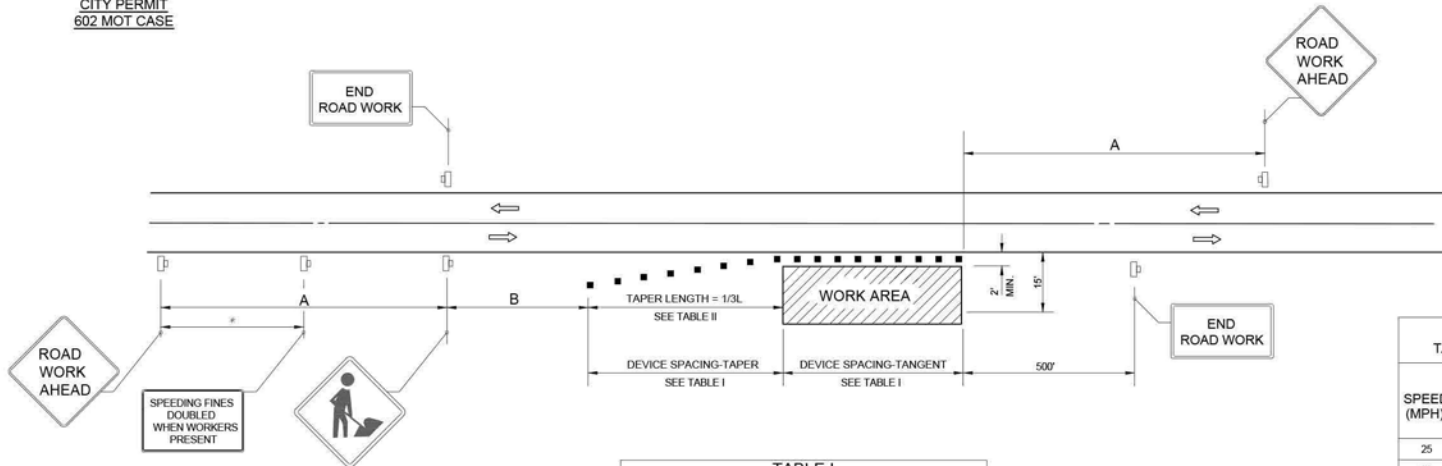 CITY PERMIT
602 MOT CASE
ROAD
WORK
AHEAD
END
ROAD WORK
A
A
B
TAPER LENGTH = 1/3L
SEE TABLE II
WORK AREA
2'
MIN.
15'
*
END
ROAD WORK
ROAD
WORK
AHEAD
SPEEDING FINES
DOUBLED
WHEN WORKERS
PRESENT
DEVICE SPACING-TAPER
SEE TABLE I
DEVICE SPACING-TANGENT
SEE TABLE I
500'
SPEED
(MPH)
25
TABLE I